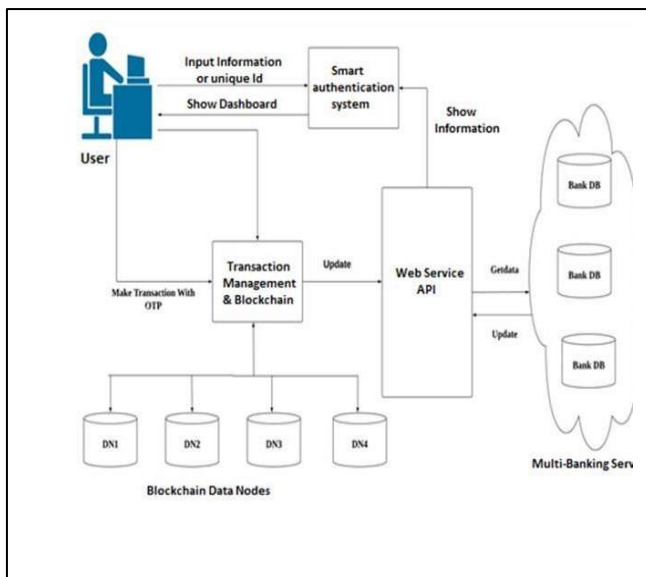 Input Information
or unique Id
Show Dashboard
User
Smart
authentication
system
Show
Information
Bank DB
Bank DB
Bank DB
Transaction
Management
& Blockchain
Update
Web Service
API
Getdata
Update
Make Transaction With
OTP
DN1
DN2
DN3
DN4
Blockchain Data Nodes
Multi-Banking